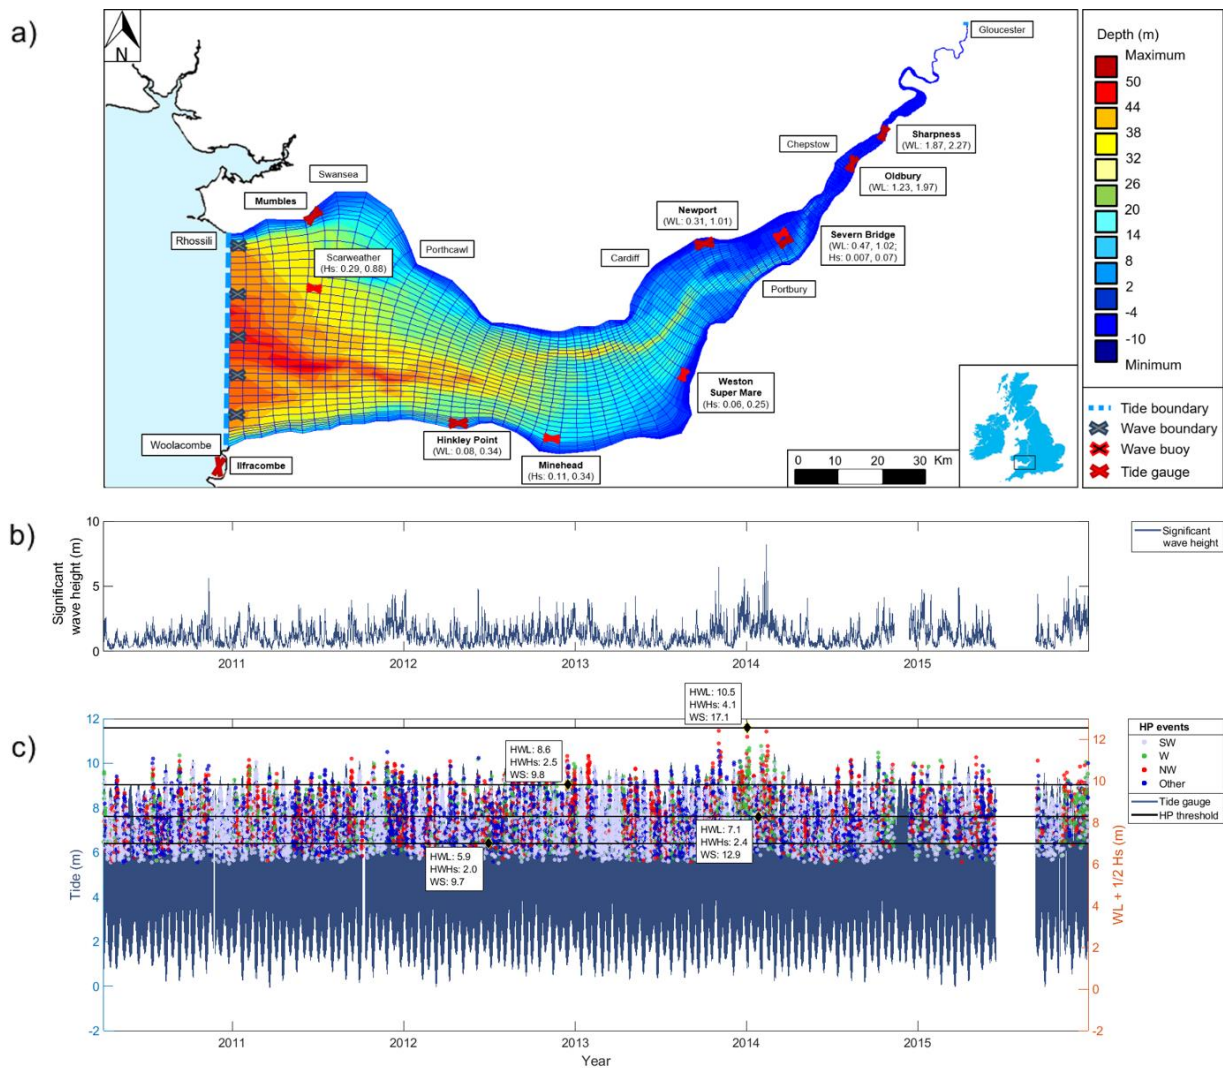 a)
N
Gloucester
Sharpness
(WL: 1.87, 2.27)
Chepstow
Oldbury
(WL: 1.23, 1.97)
Swansea
Mumbles
Newport
(WL: 0.31, 1.01)
Severn Bridge
(WL: 0.47, 1.02;
Hs: 0.007, 0.07)
Rhossili
Porthcawl
Scarweather
(Hs: 0.29, 0.88)
Cardiff
Portbury
Weston
Super Mare
(Hs: 0.06, 0.25)
Woolacombe
Ilfracombe
Hinkley Point
(WL: 0.08, 0.34)
Minehead
(Hs: 0.11, 0.34)
0 10 20 30 Km
Depth (m)
Maximum
50
44
38
32
26
20
14
8
2
-4
-10
Minimum
Tide boundary
Wave boundary
Wave buoy
Tide gauge
b)
Significant
wave height (m)
10
5
0
2011 2012 2013 2014 2015
Significant
wave height
c)
HWL: 10.5
HWHs: 4.1
WS: 17.1
HWL: 8.6
HWHs: 2.5
WS: 9.8
HWL: 7.1
HWHs: 2.4
WS: 12.9
HWL: 5.9
HWHs: 2.0
WS: 9.7
Tide (m)
12
10
8
6
4
2
0
-2
WL + 1/2 Hs (m)
12
10
8
6
4
2
0
-2
2011 2012 2013 2014 2015
Year
HP events
SW
W
NW
Other
Tide gauge
HP threshold